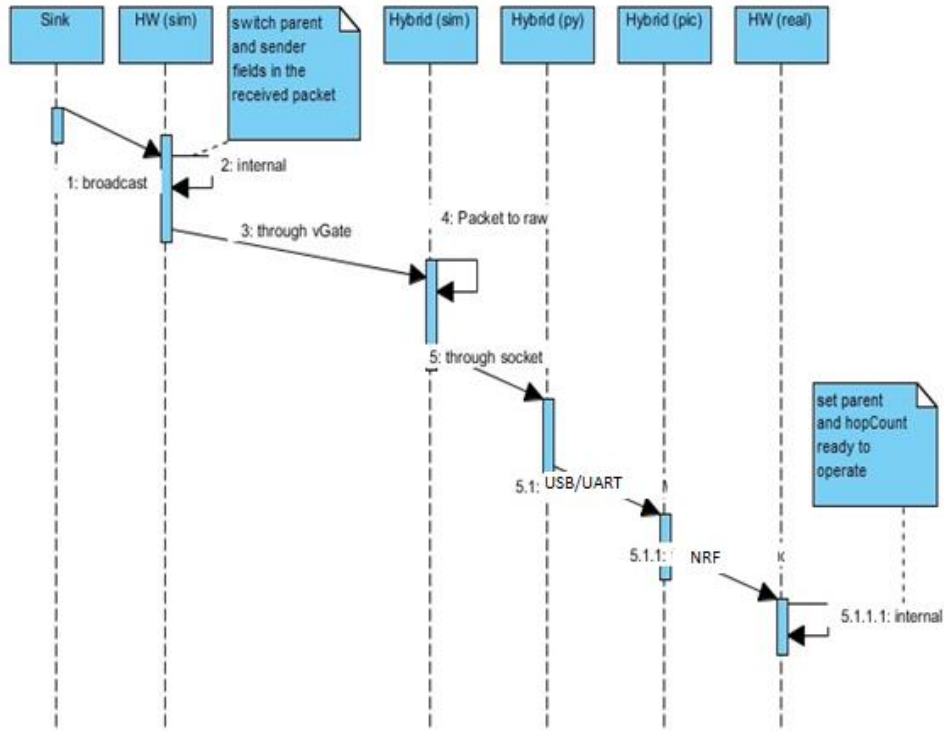 Sink
HW (sim)
switch parent
and sender
fields in the
received packet
Hybrid (sim)
Hybrid (py)
Hybrid (pic)
HW (real)
1: broadcast
2: internal
3: through vGate
4: Packet to raw
5: through socket
set parent
and hopCount
ready to
operate
5.1: USB/UART
5.1.1: NRF
5.1.1.1: internal